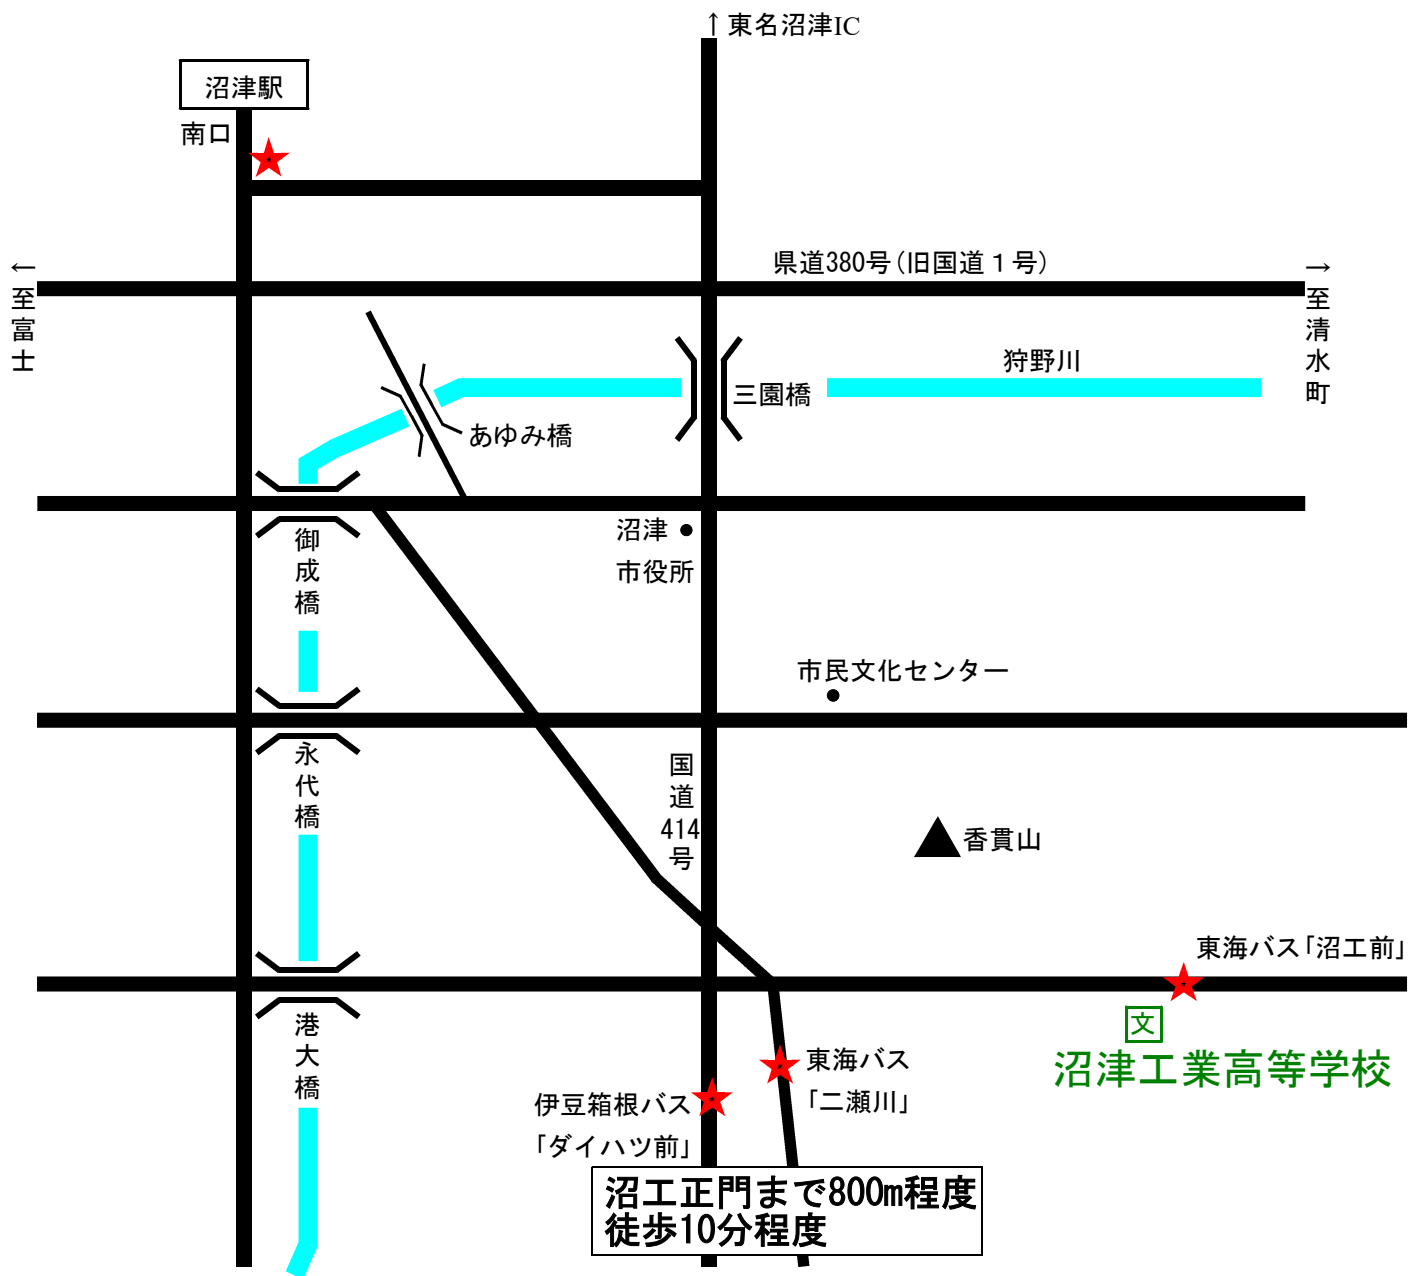 ↑東名沼津IC
沼津駅
南口
県道380号(旧国道１号)
←至富士
→至清水町
狩野川
三園橋
あゆみ橋
御成橋
沼津
市役所
市民文化センター
永代橋
国道414号
香貫山
東海バス「沼工前」
文
沼津工業高等学校
港大橋
東海バス
「二瀬川」
伊豆箱根バス
「ダイハツ前」
沼工正門まで800m程度
徒歩10分程度